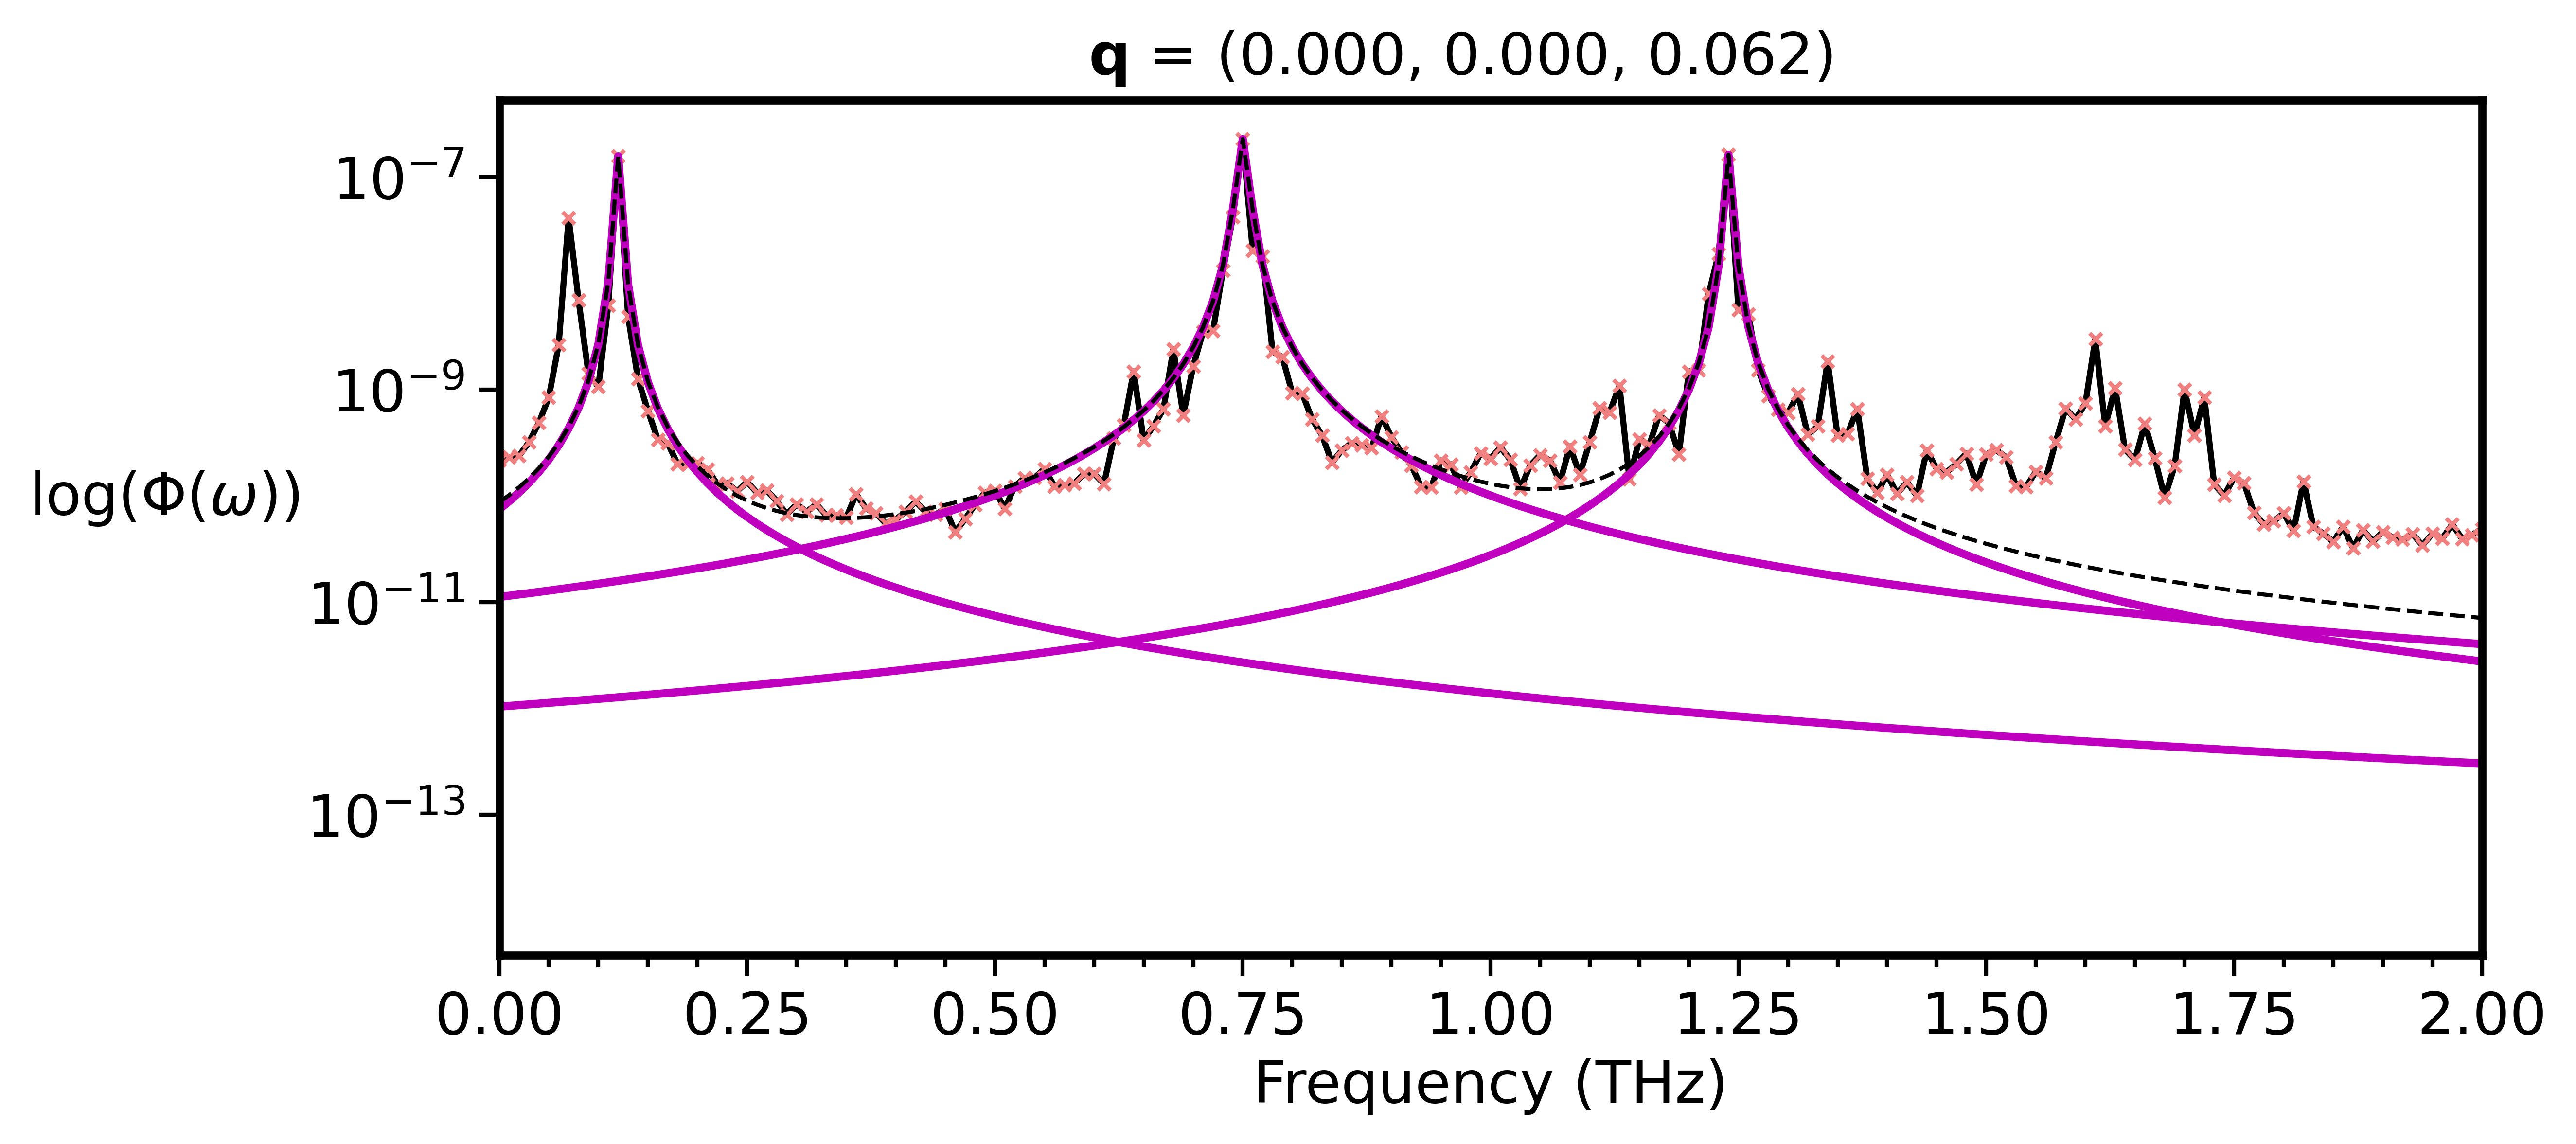 q = (0.000, 0.000, 0.062)
10⁻⁷
10⁻⁹
log(Φ(ω))
10⁻¹¹
10⁻¹³
0.00 0.25 0.50 0.75 1.00 1.25 1.50 1.75 2.00
Frequency (THz)